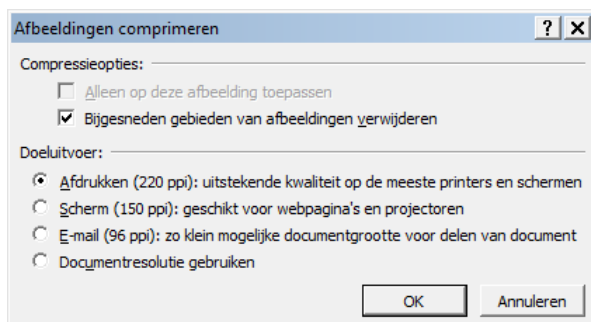 Afbeeldingen comprimeren
Compressieopties:
Alleen op deze afbeelding toepassen
Bijgesneden gebieden van afbeeldingen verwijderen
Doeluitvoer:
Afdrukken (220 ppi): uitstekende kwaliteit op de meeste printers en schermen
Scherm (150 ppi): geschikt voor webpagina's en projectoren
E-mail (96 ppi): zo klein mogelijke documentgrootte voor delen van document
Documentresolutie gebruiken
OK Annuleren